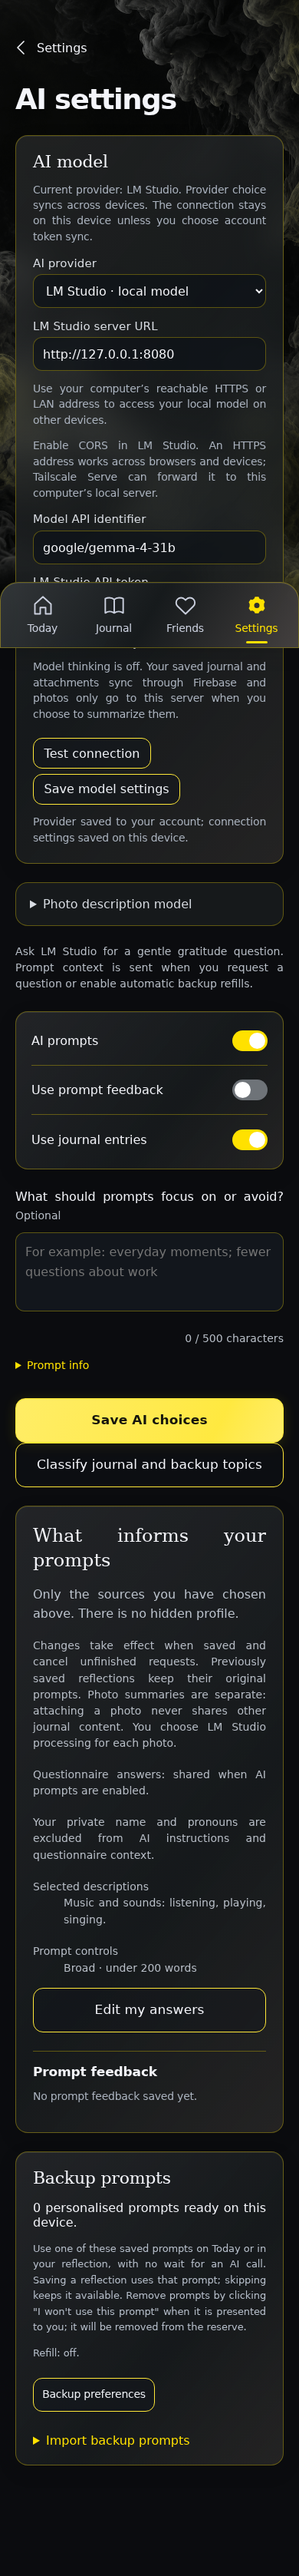 Settings
AI settings
AI model
Current provider: LM Studio. Provider choice
syncs across devices. The connection stays
on this device unless you choose account
token sync.
AI provider
LM Studio · local model
LM Studio server URL
http://127.0.0.1:8080
Use your computer's reachable HTTPS or
LAN address to access your local model on
other devices.
Enable CORS in LM Studio. An HTTPS
address works across browsers and devices;
Tailscale Serve can forward it to this
computer's local server.
Model API identifier
google/gemma-4-31b
LM Studio API token
Today
Journal
Friends
Settings
Model thinking is off. Your saved journal and
attachments sync through Firebase and
photos only go to this server when you
choose to summarize them.
Test connection
Save model settings
Provider saved to your account; connection
settings saved on this device.
Photo description model
Ask LM Studio for a gentle gratitude question.
Prompt context is sent when you request a
question or enable automatic backup refills.
AI prompts
Use prompt feedback
Use journal entries
What should prompts focus on or avoid?
Optional
For example: everyday moments; fewer
questions about work
0 / 500 characters
Prompt info
Save AI choices
Classify journal and backup topics
What informs your
prompts
Only the sources you have chosen
above. There is no hidden profile.
Changes take effect when saved and
cancel unfinished requests. Previously
saved reflections keep their original
prompts. Photo summaries are separate:
attaching a photo never shares other
journal content. You choose LM Studio
processing for each photo.
Questionnaire answers: shared when AI
prompts are enabled.
Your private name and pronouns are
excluded from AI instructions and
questionnaire context.
Selected descriptions
Music and sounds: listening, playing,
singing.
Prompt controls
Broad · under 200 words
Edit my answers
Prompt feedback
No prompt feedback saved yet.
Backup prompts
0 personalised prompts ready on this
device.
Use one of these saved prompts on Today or in
your reflection, with no wait for an AI call.
Saving a reflection uses that prompt; skipping
keeps it available. Remove prompts by clicking
"I won't use this prompt" when it is presented
to you; it will be removed from the reserve.
Refill: off.
Backup preferences
Import backup prompts